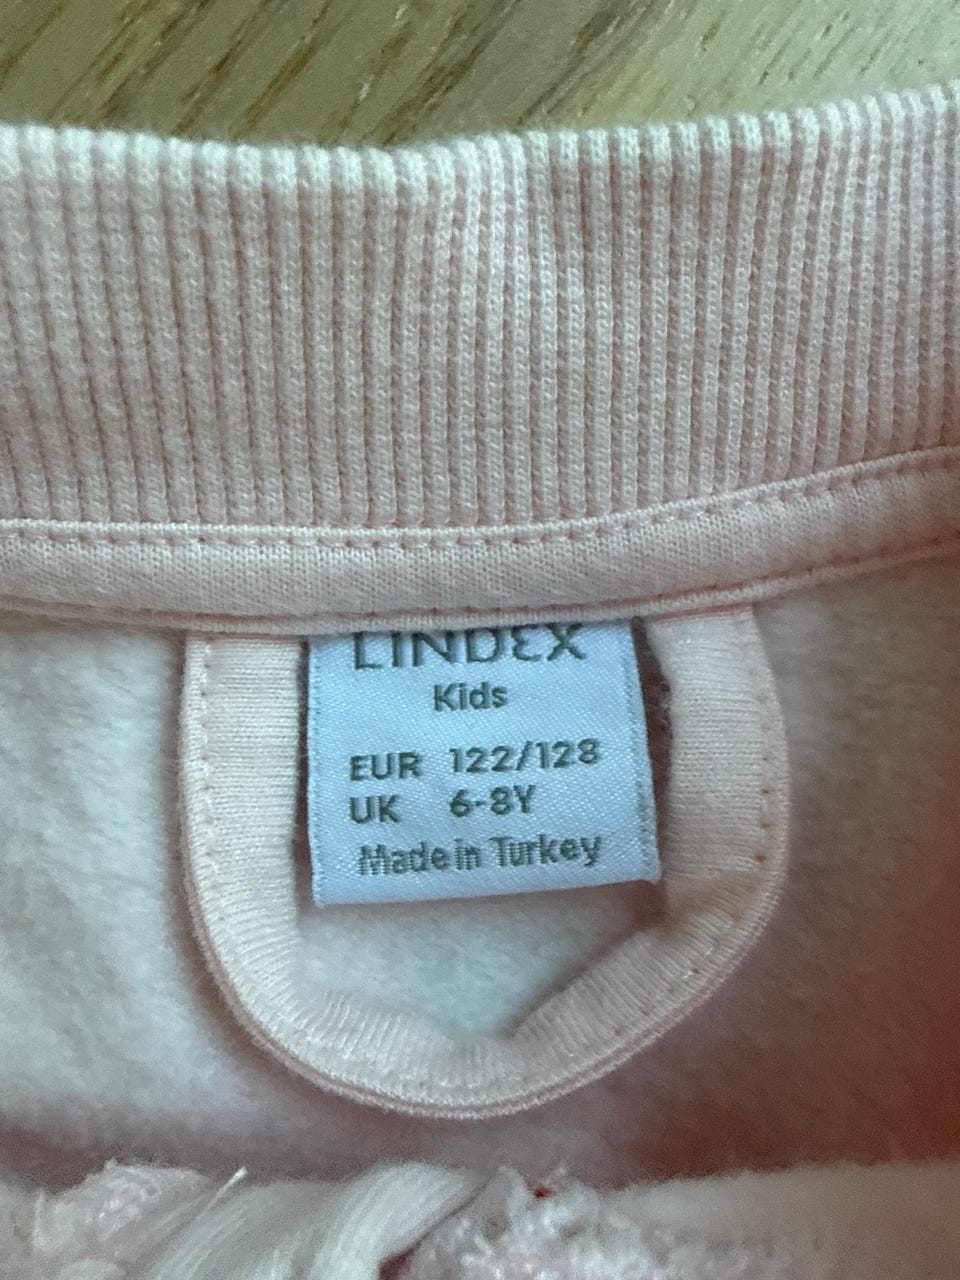 LINDEX
Kids
EUR 122/128
UK 6-8Y
Made in Turkey